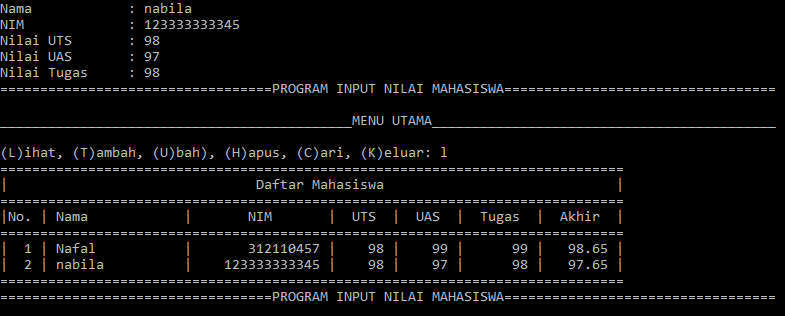 Nama            : nabila
NIM             : 123333333345
Nilai UTS       : 98
Nilai UAS       : 97
Nilai Tugas     : 98
==================================PROGRAM INPUT NILAI MAHASISWA==================================
____________________________________________MENU UTAMA___________________________________________
(L)ihat, (T)ambah, (U)bah), (H)apus, (C)ari, (K)eluar: l
==============================================================================
|                               Daftar Mahasiswa                             |
==============================================================================
|No. | Nama            |       NIM       |  UTS  |  UAS  |  Tugas  |  Akhir  |
==============================================================================
|  1 | Nafal           |       312110457 |    98 |    99 |      99 |   98.65 |
|  2 | nabila          |    123333333345 |    98 |    97 |      98 |   97.65 |
==============================================================================
==================================PROGRAM INPUT NILAI MAHASISWA==================================